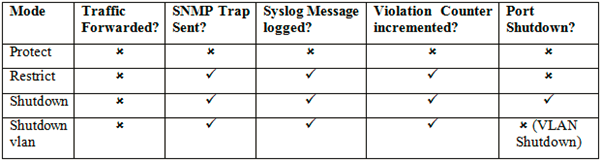 Mode Traffic Forwarded? SNMP Trap Sent? Syslog Message logged? Violation Counter incremented? Port Shutdown?
Protect × × × × ×
Restrict × ✓ ✓ ✓ ×
Shutdown × ✓ ✓ ✓ ✓
Shutdown vlan × ✓ ✓ ✓ × (VLAN Shutdown)